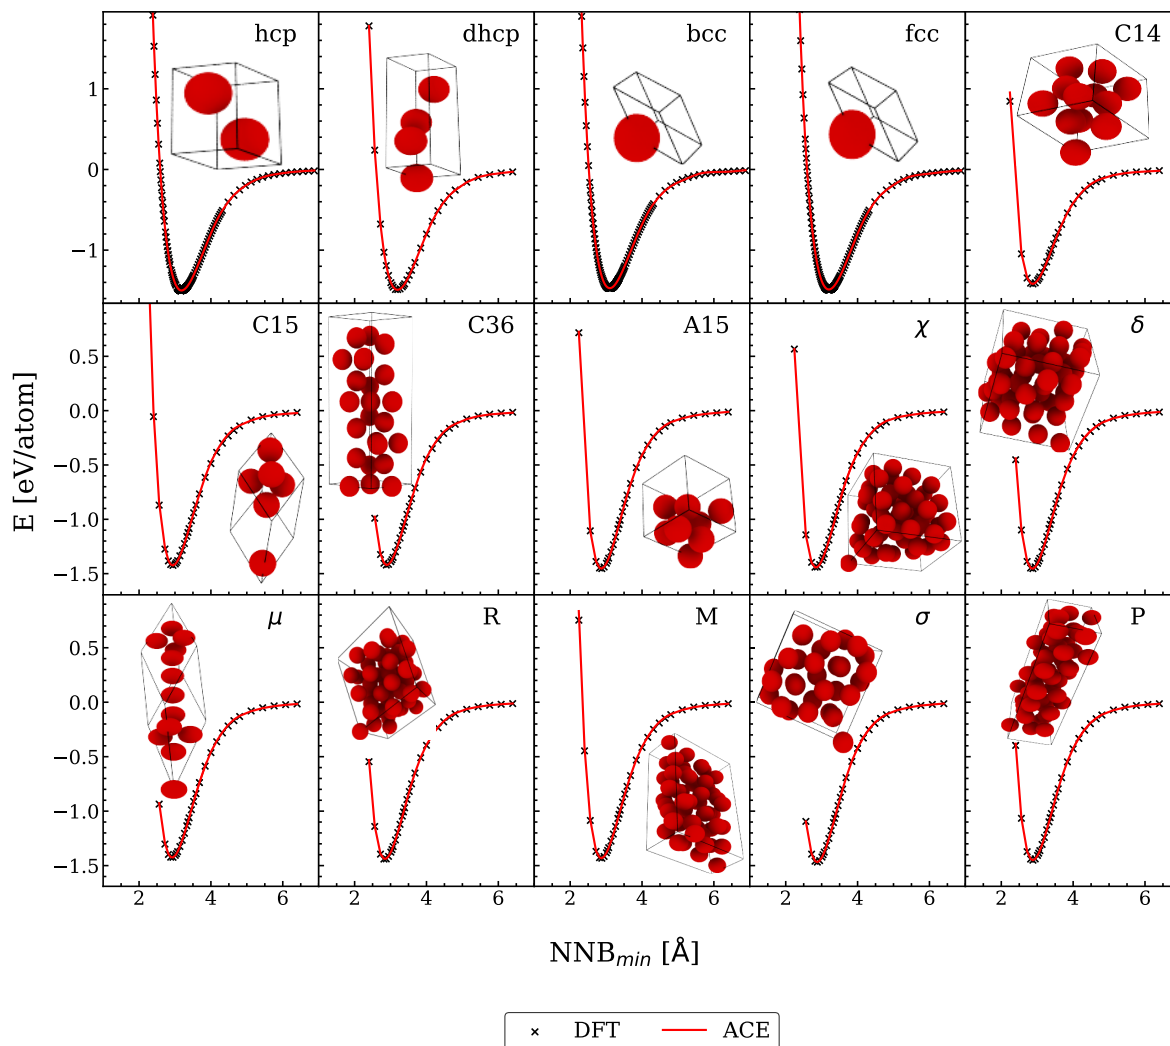 hcp dhcp bcc fcc C14
1
0
−1
C15 C36 A15 χ δ
E [eV/atom]
0.5
0.0
−0.5
−1.0
−1.5
μ R M σ P
0.5
0.0
−0.5
−1.0
−1.5
2 4 6 2 4 6 2 4 6 2 4 6 2 4 6
NNB_min [Å]
DFT ACE